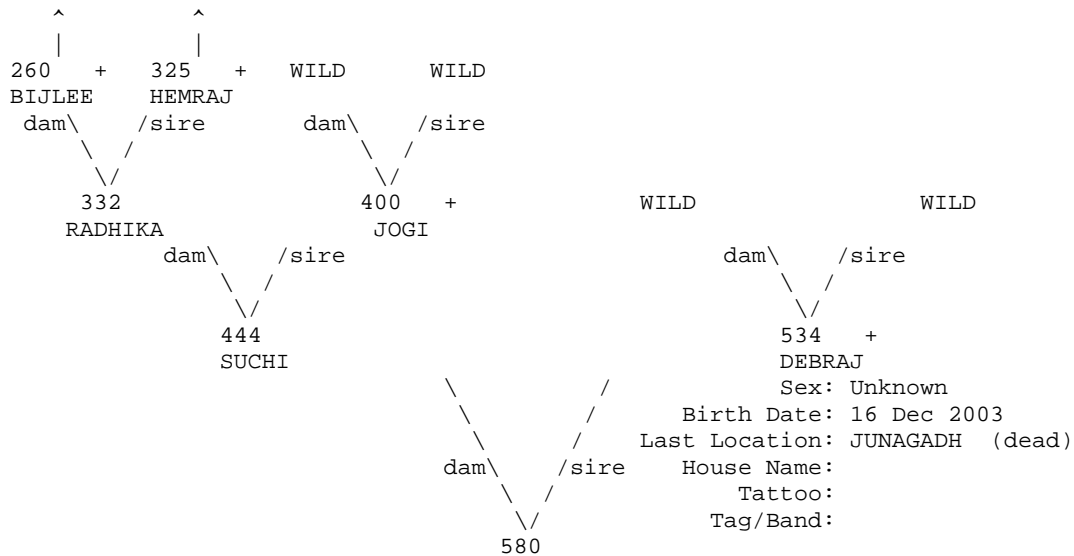 ^ ^
| |
260 + 325 + WILD WILD
BIJLEE HEMRAJ
dam\ /sire dam\ /sire
\ / \ /
\/ \/
332 400 + WILD WILD
RADHIKA JOGI
dam\ /sire dam\ /sire
\ / \ /
\/ \/
444 534 +
SUCHI DEBRAJ
\ / Sex: Unknown
\ / Birth Date: 16 Dec 2003
\ / Last Location: JUNAGADH (dead)
dam\ /sire House Name:
\ / Tattoo:
\/ Tag/Band:
580